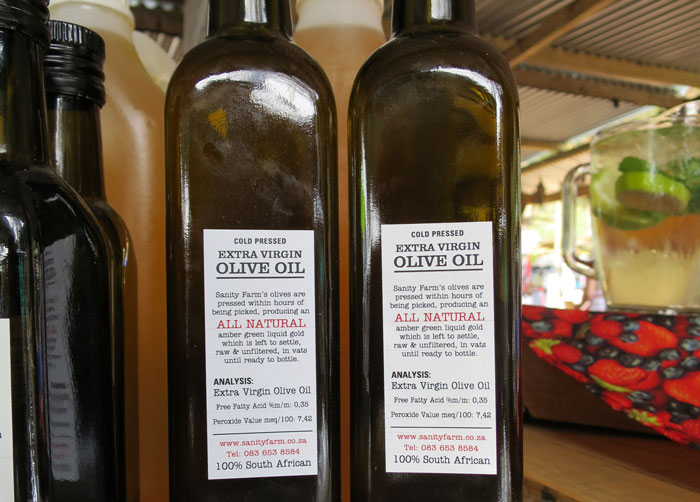 COLD PRESSED
EXTRA VIRGIN
OLIVE OIL
Sanity Farm's olives are
pressed within hours of
being picked, producing an
ALL NATURAL
amber green liquid gold
which is left to settle,
raw & unfiltered, in vats
until ready to bottle.
ANALYSIS:
Extra Virgin Olive Oil
Free Fatty Acid %m/m: 0,35
Peroxide Value meq/100: 7,42
www.sanityfarm.co.za
Tel: 083 653 8584
100% South African
COLD PRESSED
EXTRA VIRGIN
OLIVE OIL
Sanity Farm's olives are
pressed within hours of
being picked, producing an
ALL NATURAL
amber green liquid gold
which is left to settle,
raw & unfiltered, in vats
until ready to bottle.
ANALYSIS:
Extra Virgin Olive Oil
Free Fatty Acid %m/m: 0,35
Peroxide Value meq/100: 7,42
www.sanityfarm.co.za
Tel: 083 653 8584
100% South African